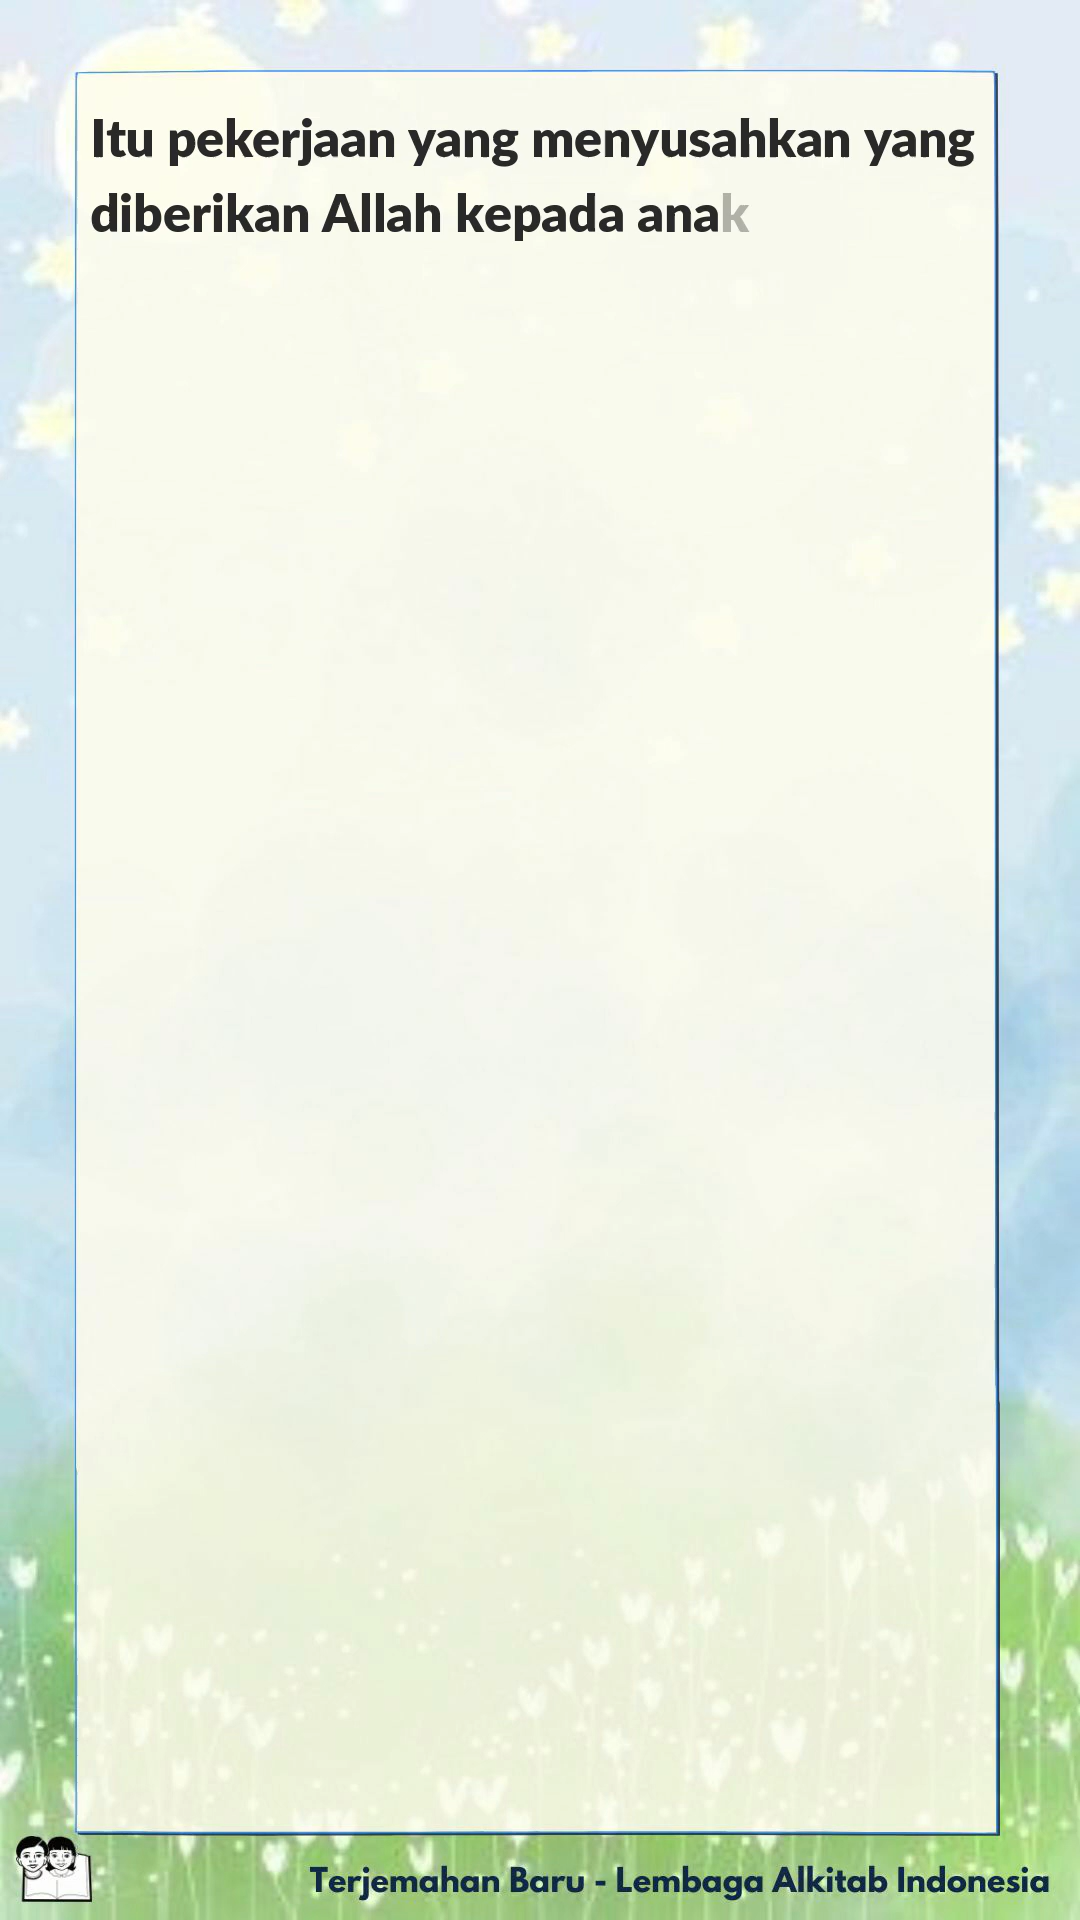 Itu pekerjaan yang menyusahkan yang
diberikan Allah kepada anak
Terjemahan Baru - Lembaga Alkitab Indonesia